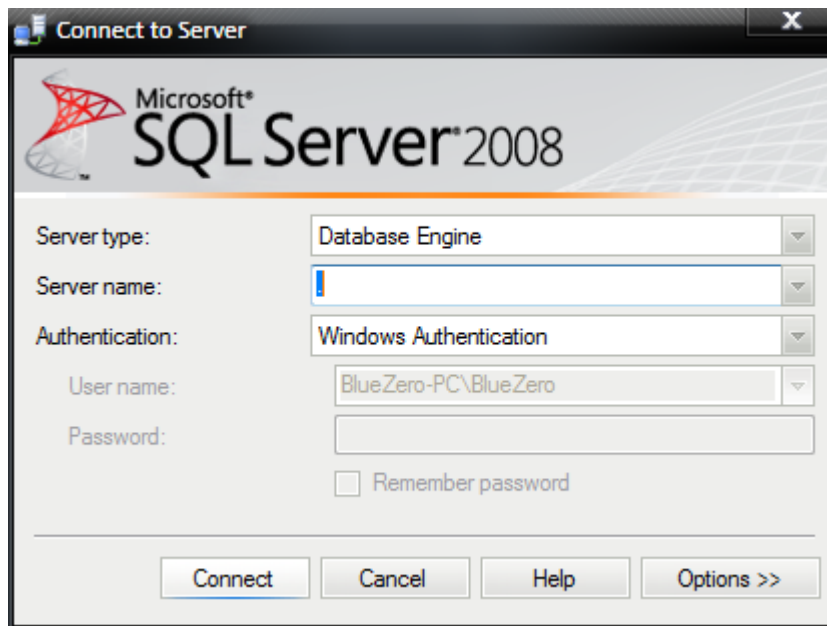 Connect to Server
X
Microsoft®
SQL Server® 2008
™
Server type: Database Engine
Server name: .
Authentication: Windows Authentication
User name: BlueZero-PC\BlueZero
Password:
Remember password
Connect Cancel Help Options >>